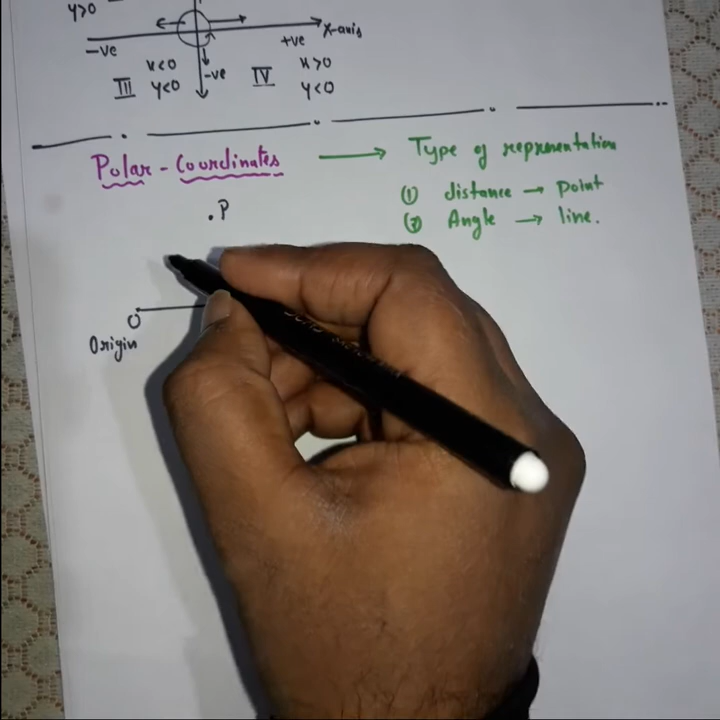 y>0
X-axis
-ve
+ve
x<0
-ve
x>0
III
y<0
IV
y<0
Polar-Coordinates → Type of representation
① distance → point
② Angle → line.
.P
O
Origin